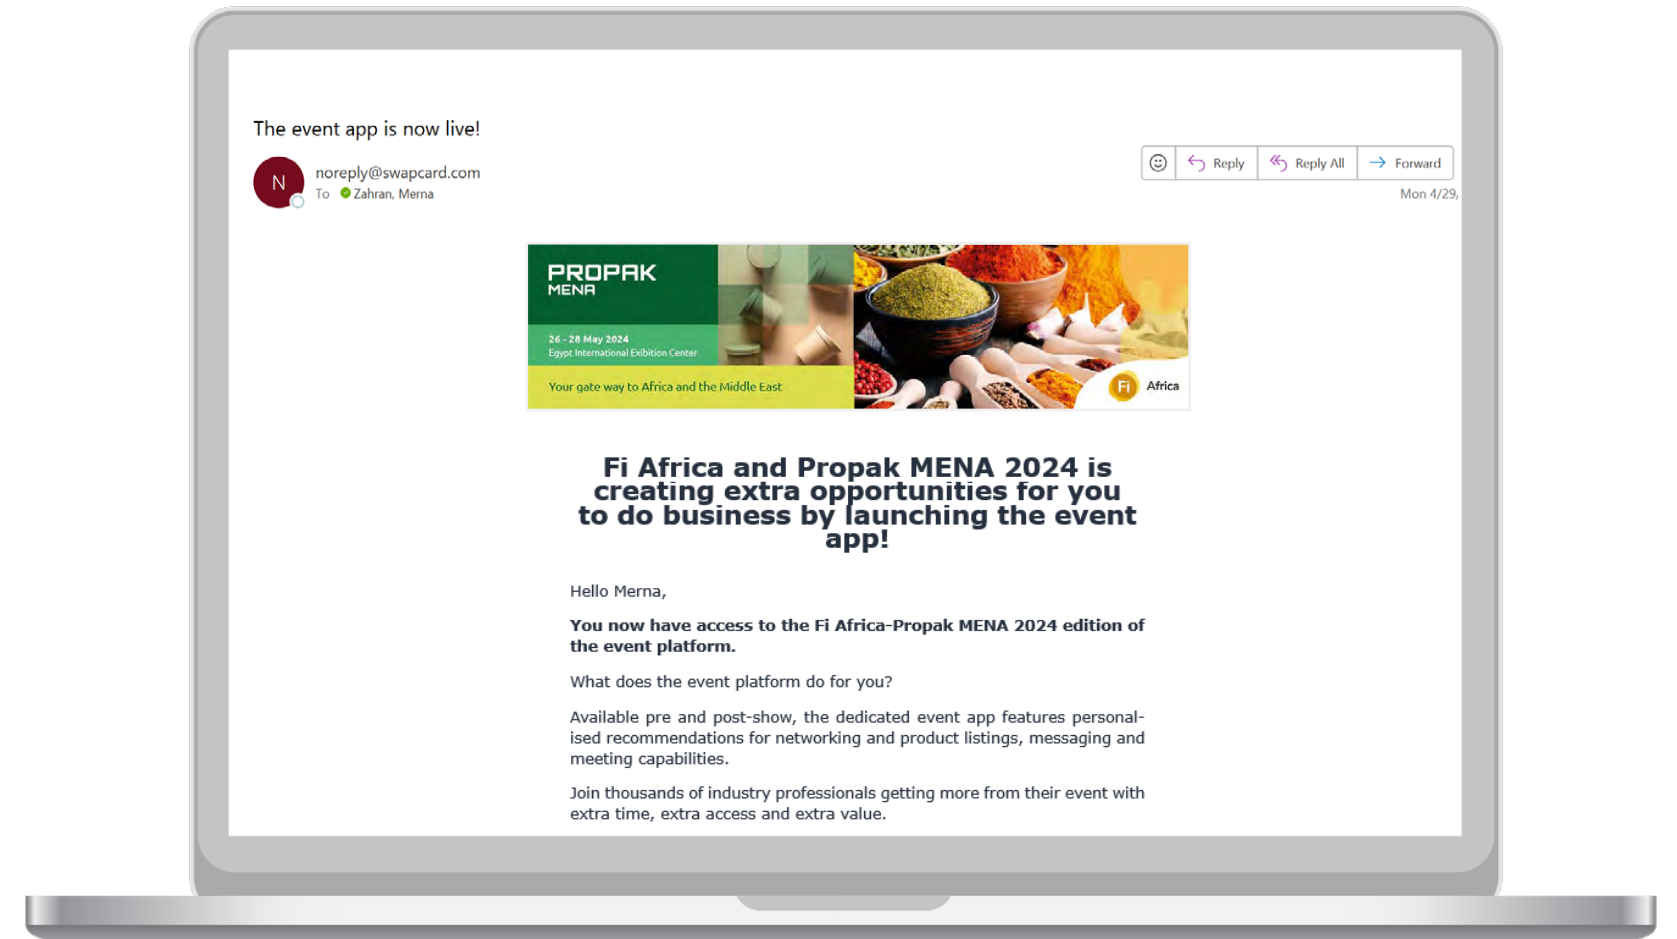 The event app is now live!
N
noreply@swapcard.com
To Zahran, Merna
Reply
Reply All
Forward
Mon 4/29/
PROPAK
MENA
26 - 28 May 2024
Egypt International Exibition Center
Your gate way to Africa and the Middle East
Fi Africa
Fi Africa and Propak MENA 2024 is
creating extra opportunities for you
to do business by launching the event
app!
Hello Merna,
You now have access to the Fi Africa-Propak MENA 2024 edition of
the event platform.
What does the event platform do for you?
Available pre and post-show, the dedicated event app features personal-
ised recommendations for networking and product listings, messaging and
meeting capabilities.
Join thousands of industry professionals getting more from their event with
extra time, extra access and extra value.